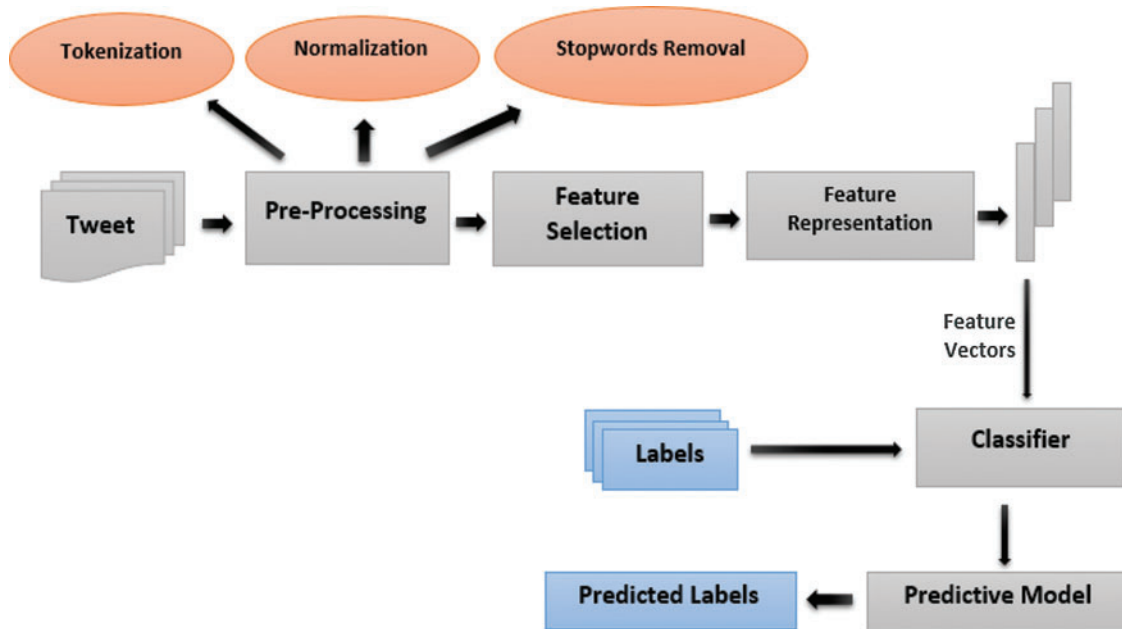 Tokenization
Normalization
Stopwords Removal
Tweet
Pre-Processing
Feature
Selection
Feature
Representation
Feature
Vectors
Labels
Classifier
Predicted Labels
Predictive Model